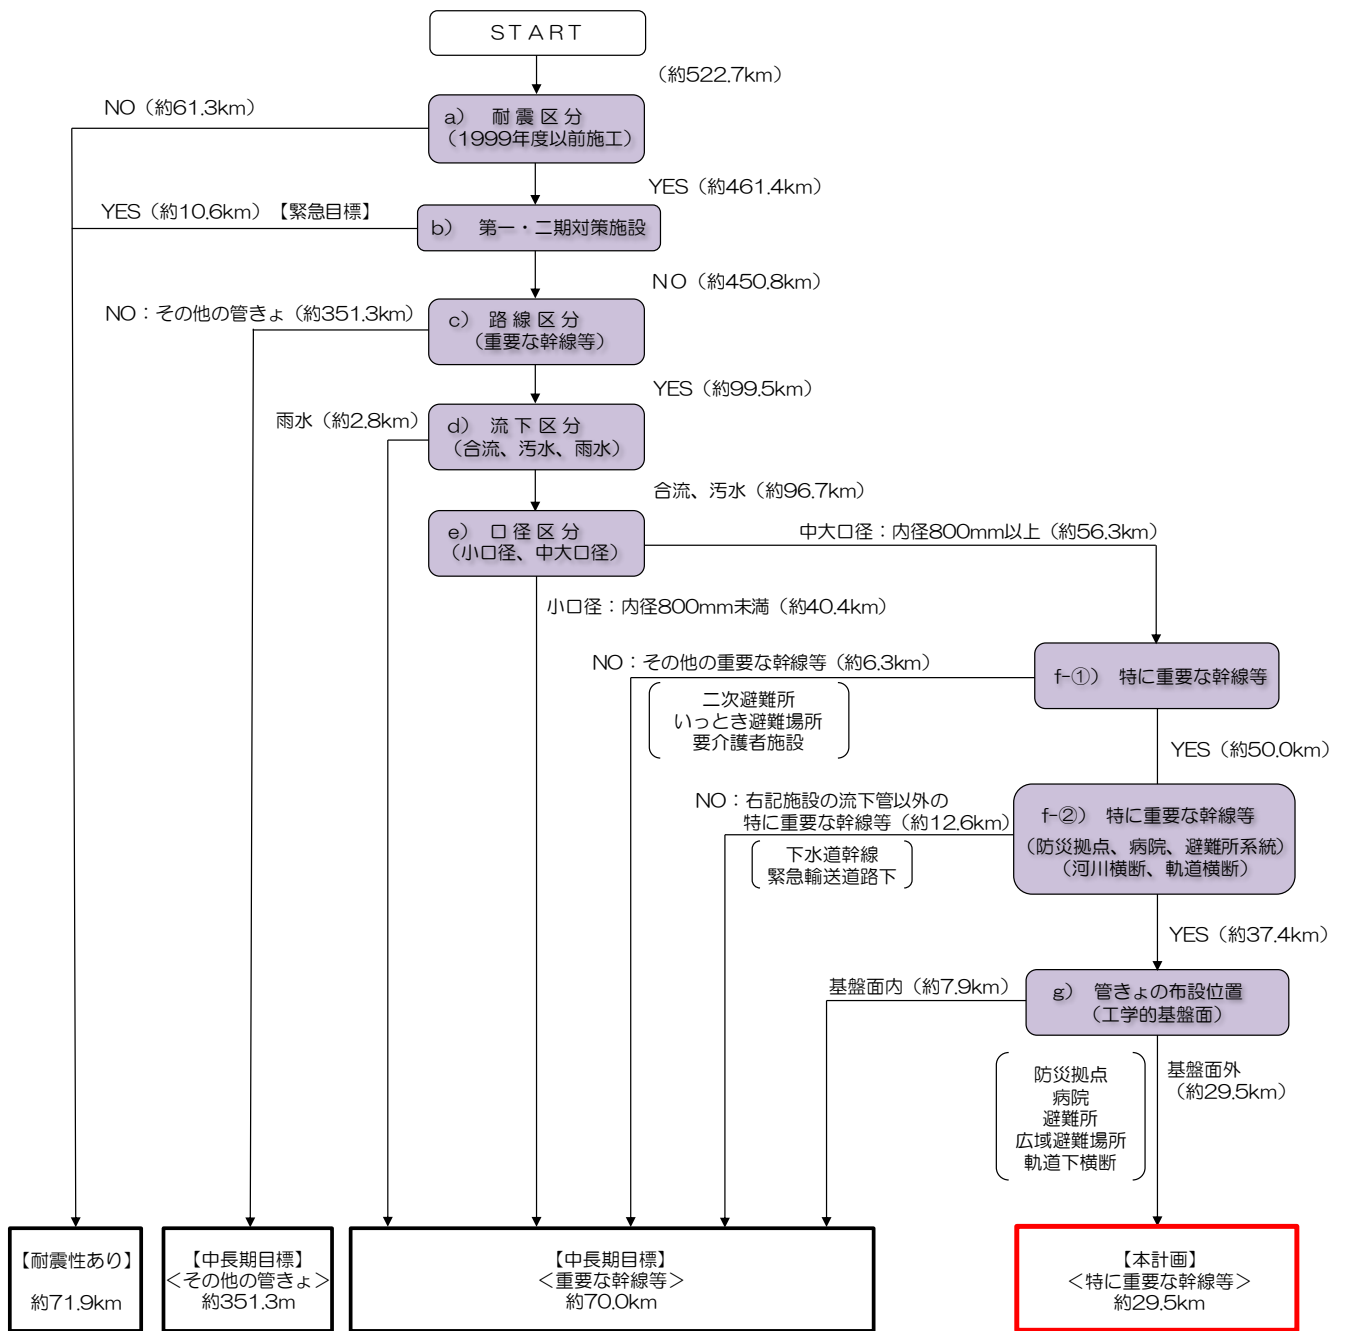 START
（約522.7km）
NO（約61.3km）
a） 耐震区分
（1999年度以前施工）
YES（約461.4km）
YES（約10.6km）【緊急目標】
b） 第一・二期対策施設
NO（約450.8km）
NO：その他の管きょ（約351.3km）
c） 路線区分
（重要な幹線等）
YES（約99.5km）
雨水（約2.8km）
d） 流下区分
（合流、汚水、雨水）
合流、汚水（約96.7km）
e） 口径区分
（小口径、中大口径）
中大口径：内径800mm以上（約56.3km）
小口径：内径800mm未満（約40.4km）
NO：その他の重要な幹線等（約6.3km）
二次避難所
いっとき避難場所
要介護者施設
f-①） 特に重要な幹線等
YES（約50.0km）
NO：右記施設の流下管以外の
特に重要な幹線等（約12.6km）
下水道幹線
緊急輸送道路下
f-②） 特に重要な幹線等
（防災拠点、病院、避難所系統）
（河川横断、軌道横断）
YES（約37.4km）
基盤面内（約7.9km）
g） 管きょの布設位置
（工学的基盤面）
防災拠点
病院
避難所
広域避難場所
軌道下横断
基盤面外
（約29.5km）
【耐震性あり】
約71.9km
【中長期目標】
＜その他の管きょ＞
約351.3m
【中長期目標】
＜重要な幹線等＞
約70.0km
【本計画】
＜特に重要な幹線等＞
約29.5km